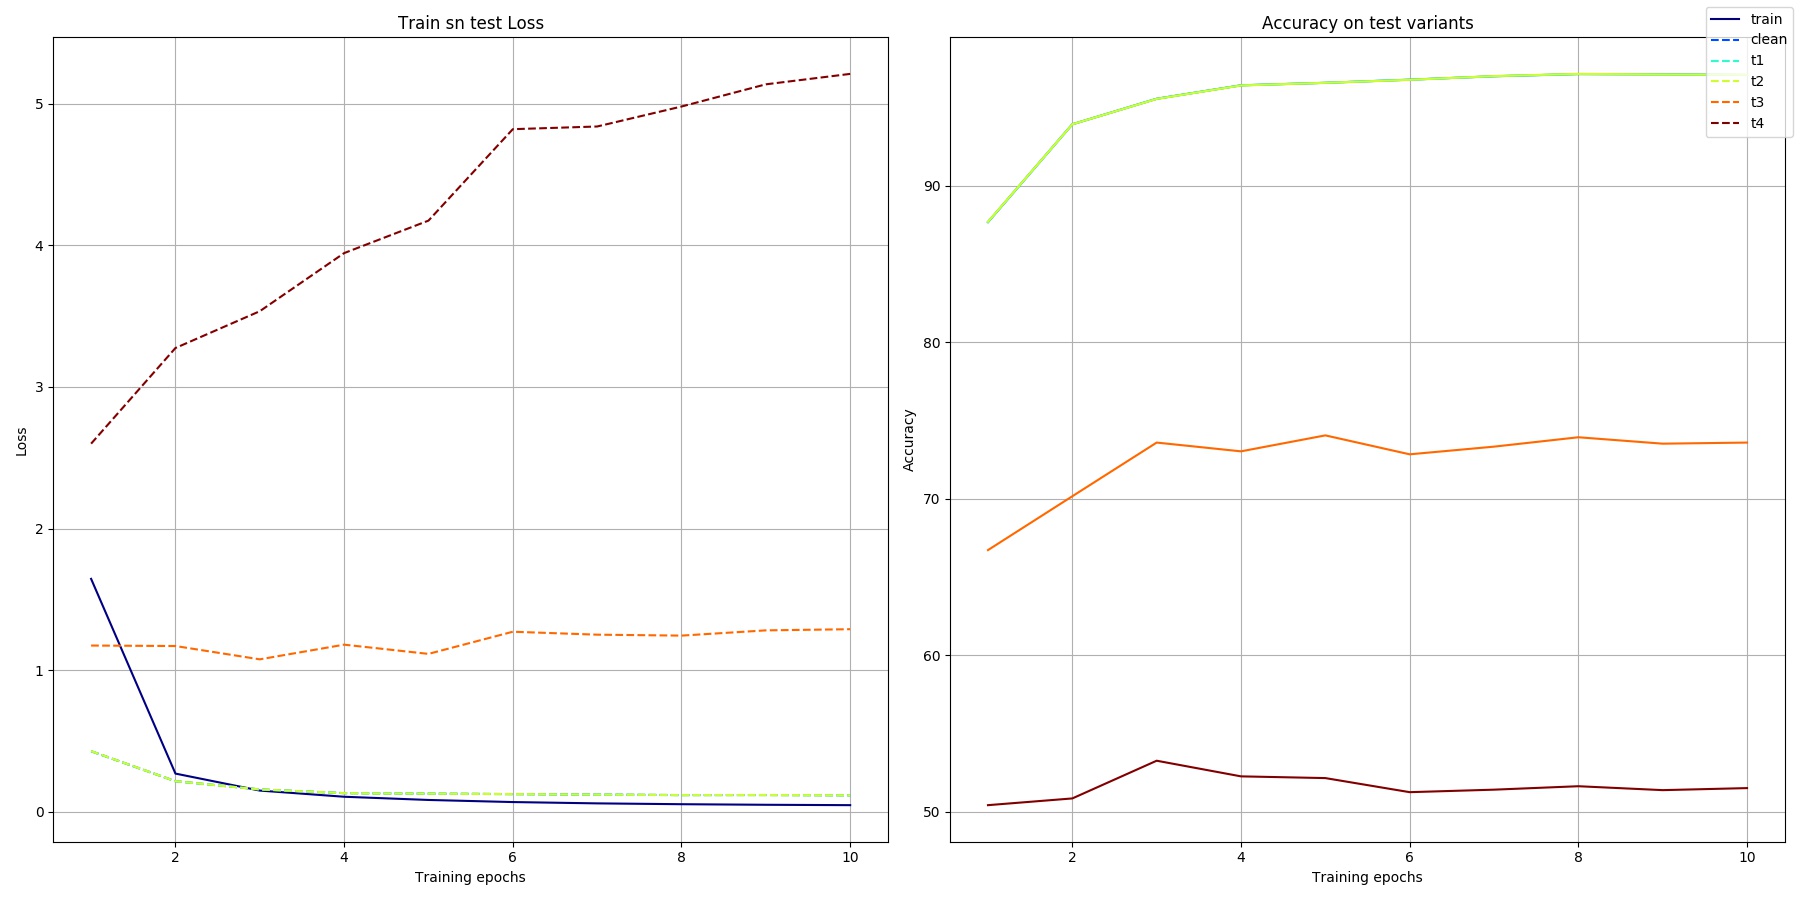 Train sn test Loss
Loss
5
4
3
2
1
0
2 4 6 8 10
Training epochs
Accuracy on test variants
Accuracy
90
80
70
60
50
2 4 6 8 10
Training epochs
train
clean
t1
t2
t3
t4